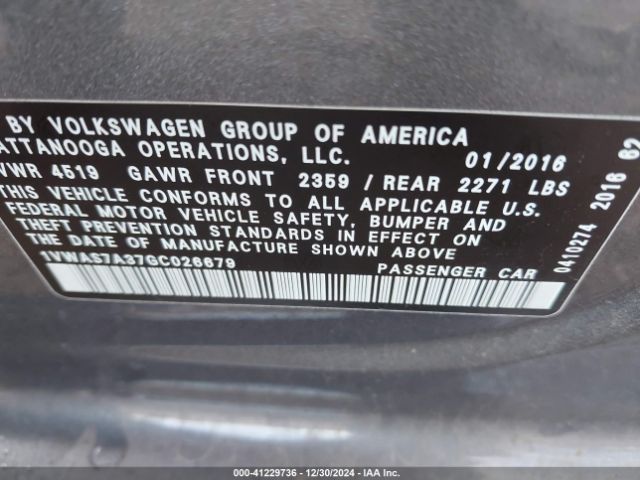 BY VOLKSWAGEN GROUP OF AMERICA
ATTANOOGA OPERATIONS, LLC. 01/2016
VWR 4519 GAWR FRONT 2359 / REAR 2271 LBS
THIS VEHICLE CONFORMS TO ALL APPLICABLE U.S.
FEDERAL MOTOR VEHICLE SAFETY, BUMPER AND
THEFT PREVENTION STANDARDS IN EFFECT ON
THE DATE OF MANUFACTURE SHOWN ABOVE
1VWAS7A37GC026679 PASSENGER CAR
0410274 2016 B2
000-41229736 - 12/30/2024 - IAA Inc.